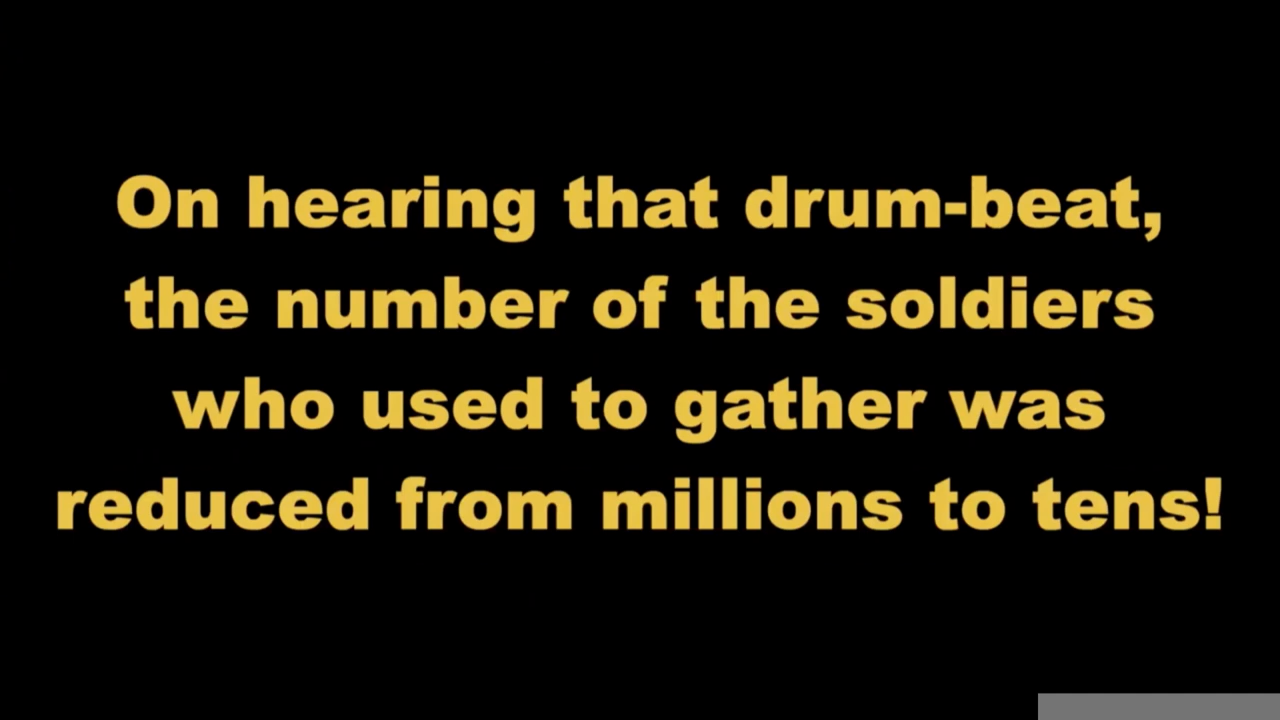 On hearing that drum-beat,
the number of the soldiers
who used to gather was
reduced from millions to tens!